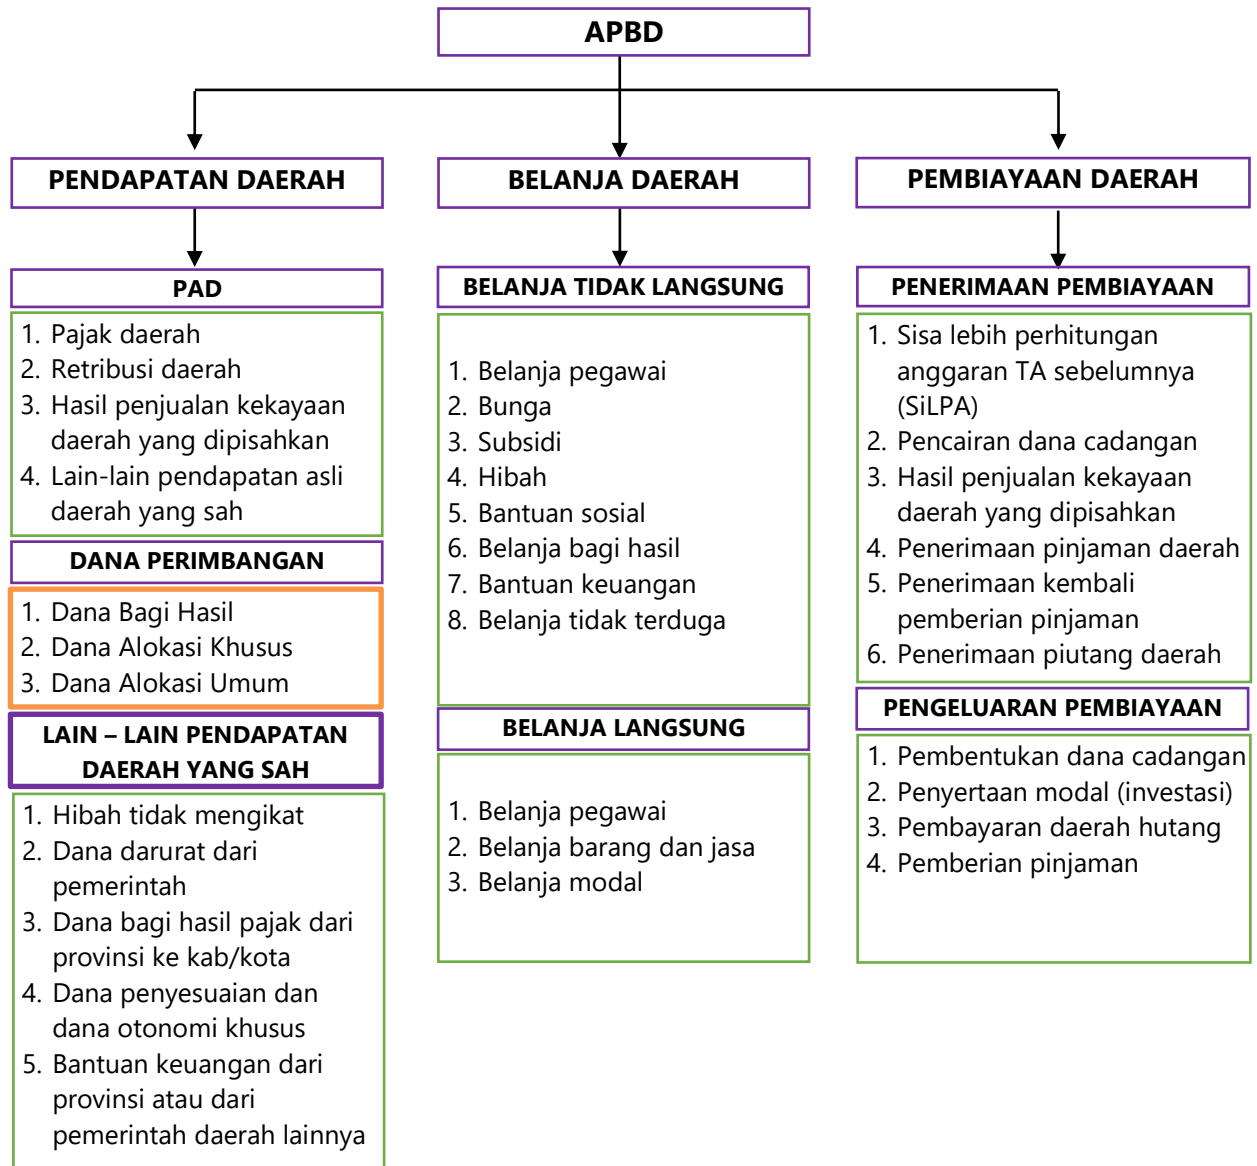 APBD
PENDAPATAN DAERAH
PAD
1. Pajak daerah
2. Retribusi daerah
3. Hasil penjualan kekayaan
daerah yang dipisahkan
4. Lain-lain pendapatan asli
daerah yang sah
DANA PERIMBANGAN
1. Dana Bagi Hasil
2. Dana Alokasi Khusus
3. Dana Alokasi Umum
LAIN – LAIN PENDAPATAN
DAERAH YANG SAH
1. Hibah tidak mengikat
2. Dana darurat dari
pemerintah
3. Dana bagi hasil pajak dari
provinsi ke kab/kota
4. Dana penyesuaian dan
dana otonomi khusus
5. Bantuan keuangan dari
provinsi atau dari
pemerintah daerah lainnya
BELANJA DAERAH
BELANJA TIDAK LANGSUNG
1. Belanja pegawai
2. Bunga
3. Subsidi
4. Hibah
5. Bantuan sosial
6. Belanja bagi hasil
7. Bantuan keuangan
8. Belanja tidak terduga
BELANJA LANGSUNG
1. Belanja pegawai
2. Belanja barang dan jasa
3. Belanja modal
PEMBIAYAAN DAERAH
PENERIMAAN PEMBIAYAAN
1. Sisa lebih perhitungan
anggaran TA sebelumnya
(SiLPA)
2. Pencairan dana cadangan
3. Hasil penjualan kekayaan
daerah yang dipisahkan
4. Penerimaan pinjaman daerah
5. Penerimaan kembali
pemberian pinjaman
6. Penerimaan piutang daerah
PENGELUARAN PEMBIAYAAN
1. Pembentukan dana cadangan
2. Penyertaan modal (investasi)
3. Pembayaran daerah hutang
4. Pemberian pinjaman